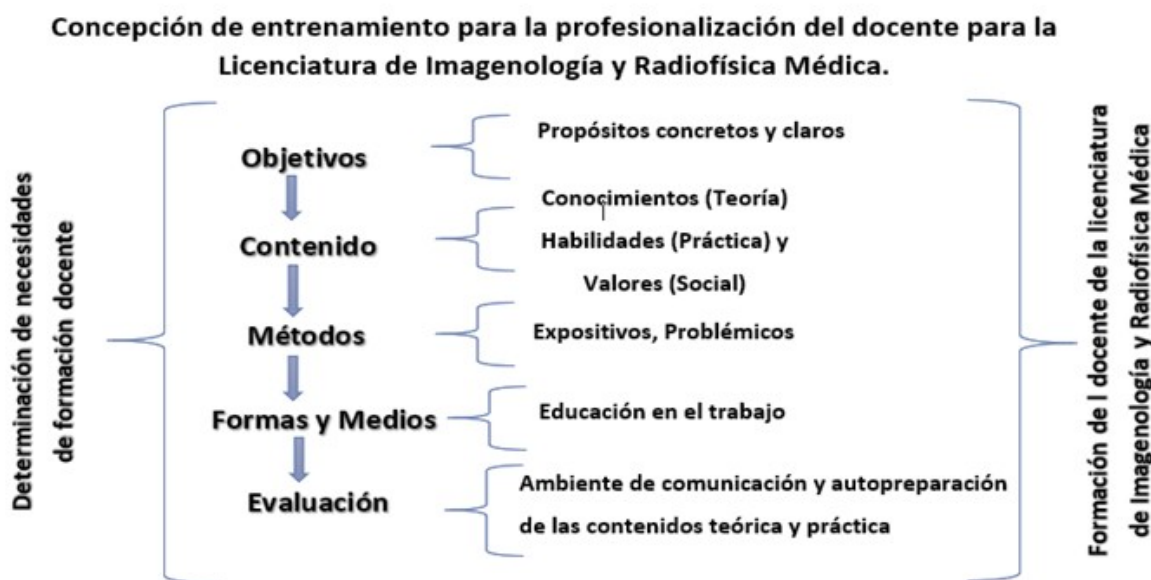 Concepción de entrenamiento para la profesionalización del docente para la
Licenciatura de Imagenología y Radiofísica Médica.
Determinación de necesidades
de formación docente
Objetivos
Propósitos concretos y claros
Contenido
Conocimientos (Teoría)
Habilidades (Práctica) y
Valores (Social)
Métodos
Expositivos, Problémicos
Formas y Medios
Educación en el trabajo
Evaluación
Ambiente de comunicación y autopreparación
de las contenidos teórica y práctica
Formación de l docente de la licenciatura
de Imagenología y Radiofísica Médica